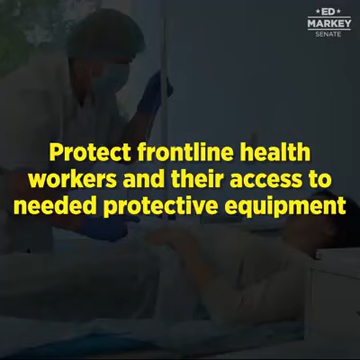 ED
MARKEY
SENATE
Protect frontline health
workers and their access to
needed protective equipment